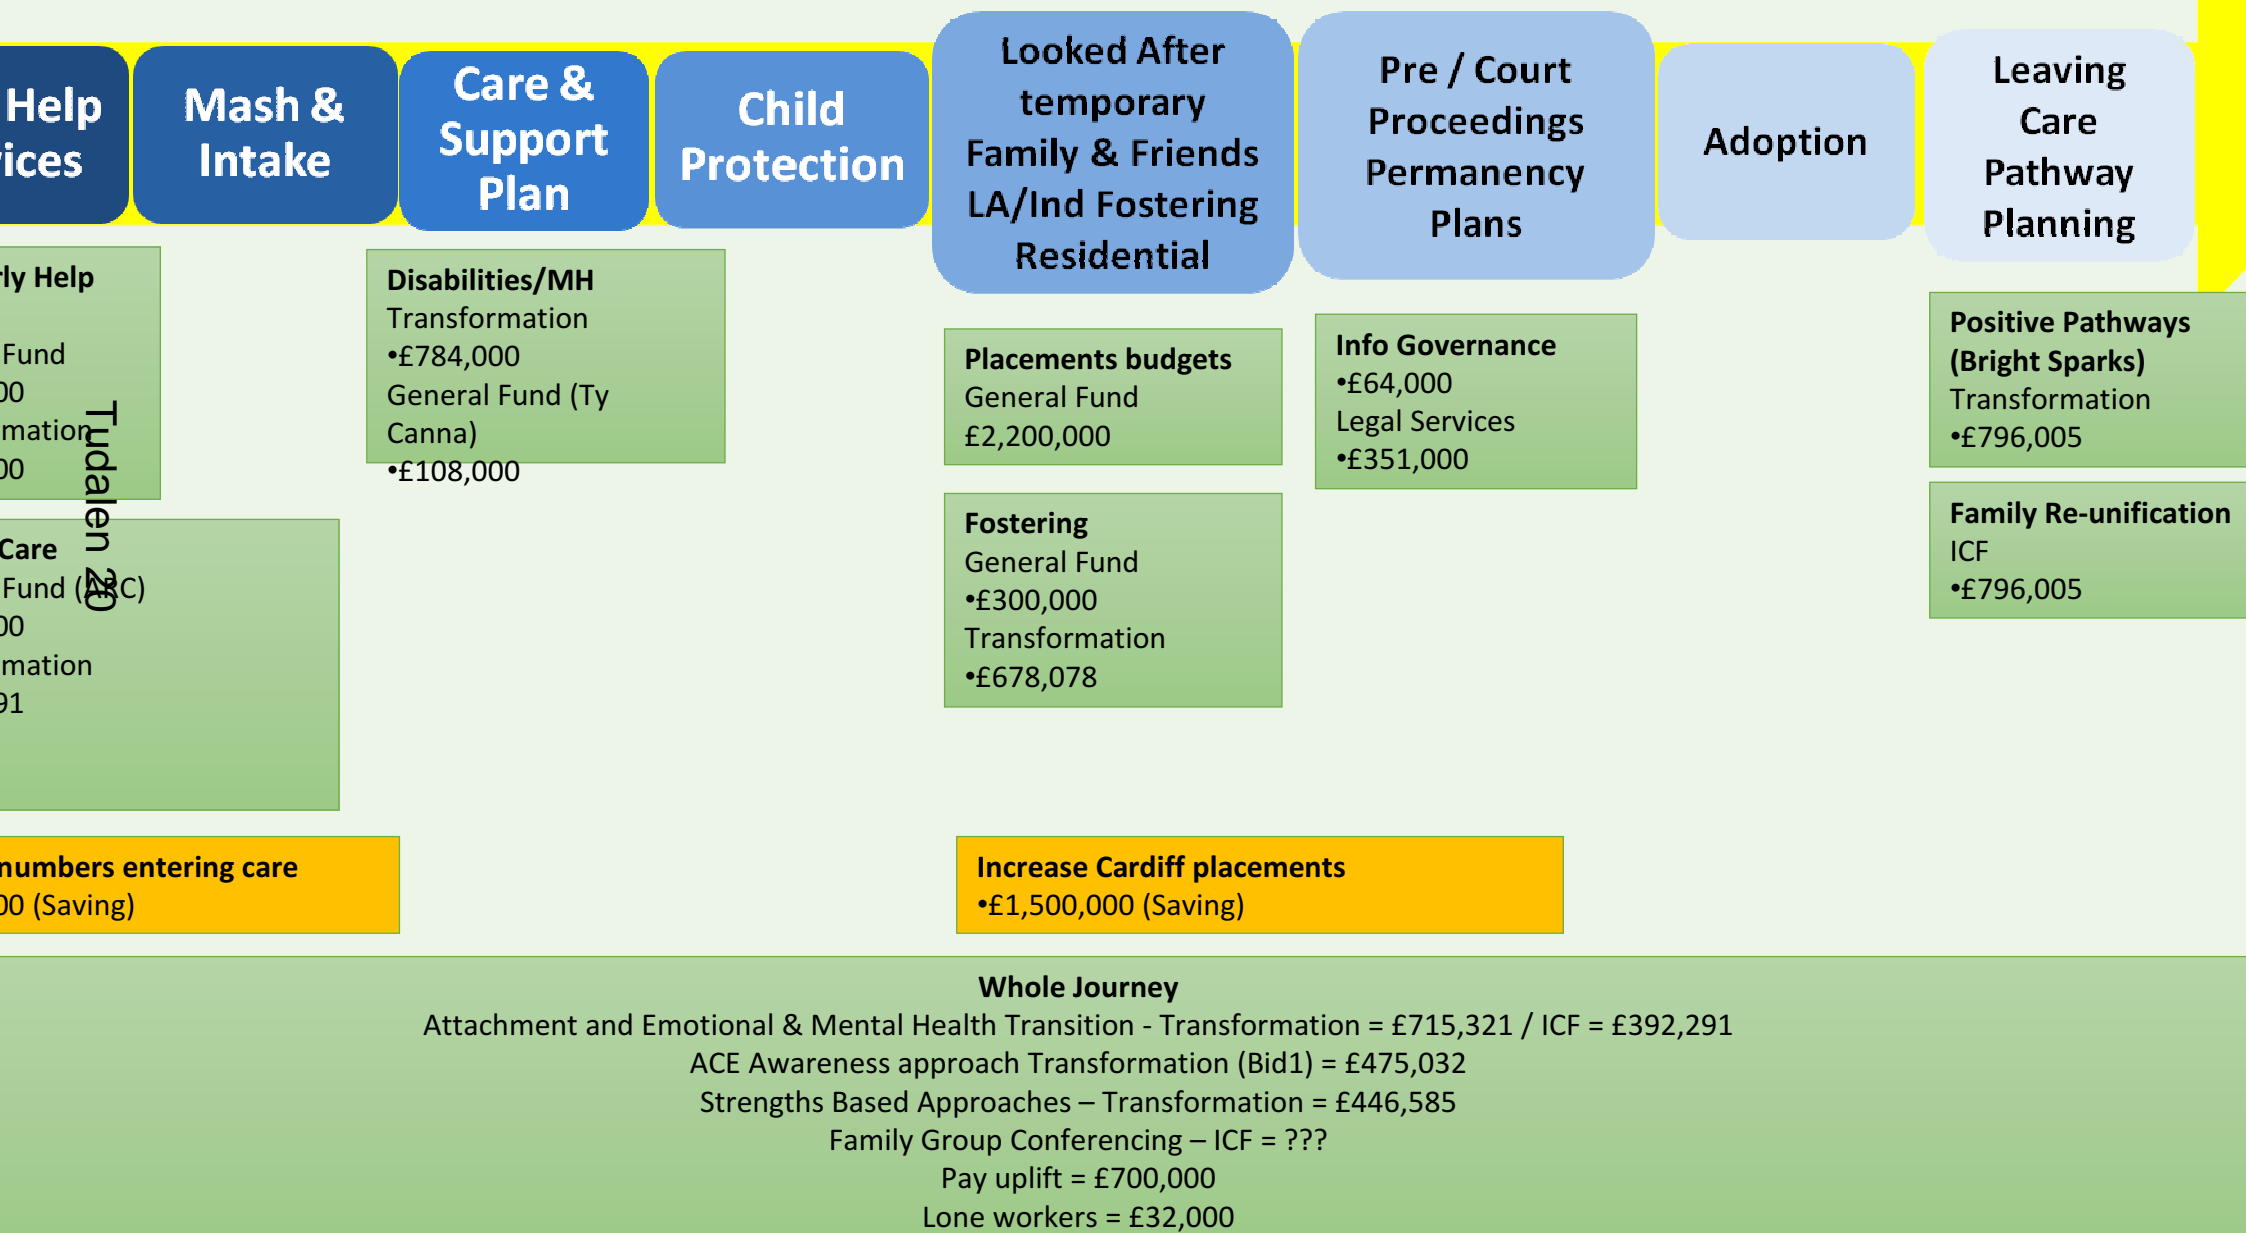 Help
ices
Mash &
Intake
Care &
Support
Plan
Child
Protection
Looked After
temporary
Family & Friends
LA/Ind Fostering
Residential
Pre / Court
Proceedings
Permanency
Plans
Adoption
Leaving
Care
Pathway
Planning
rly Help
Fund
00
mation
00
Tudalen 20
Care
Fund (ARC)
00
mation
91
Disabilities/MH
Transformation
•£784,000
General Fund (Ty
Canna)
•£108,000
Placements budgets
General Fund
£2,200,000
Fostering
General Fund
•£300,000
Transformation
•£678,078
Info Governance
•£64,000
Legal Services
•£351,000
Positive Pathways
(Bright Sparks)
Transformation
•£796,005
Family Re-unification
ICF
•£796,005
numbers entering care
00 (Saving)
Increase Cardiff placements
•£1,500,000 (Saving)
Whole Journey
Attachment and Emotional & Mental Health Transition - Transformation = £715,321 / ICF = £392,291
ACE Awareness approach Transformation (Bid1) = £475,032
Strengths Based Approaches – Transformation = £446,585
Family Group Conferencing – ICF = ???
Pay uplift = £700,000
Lone workers = £32,000